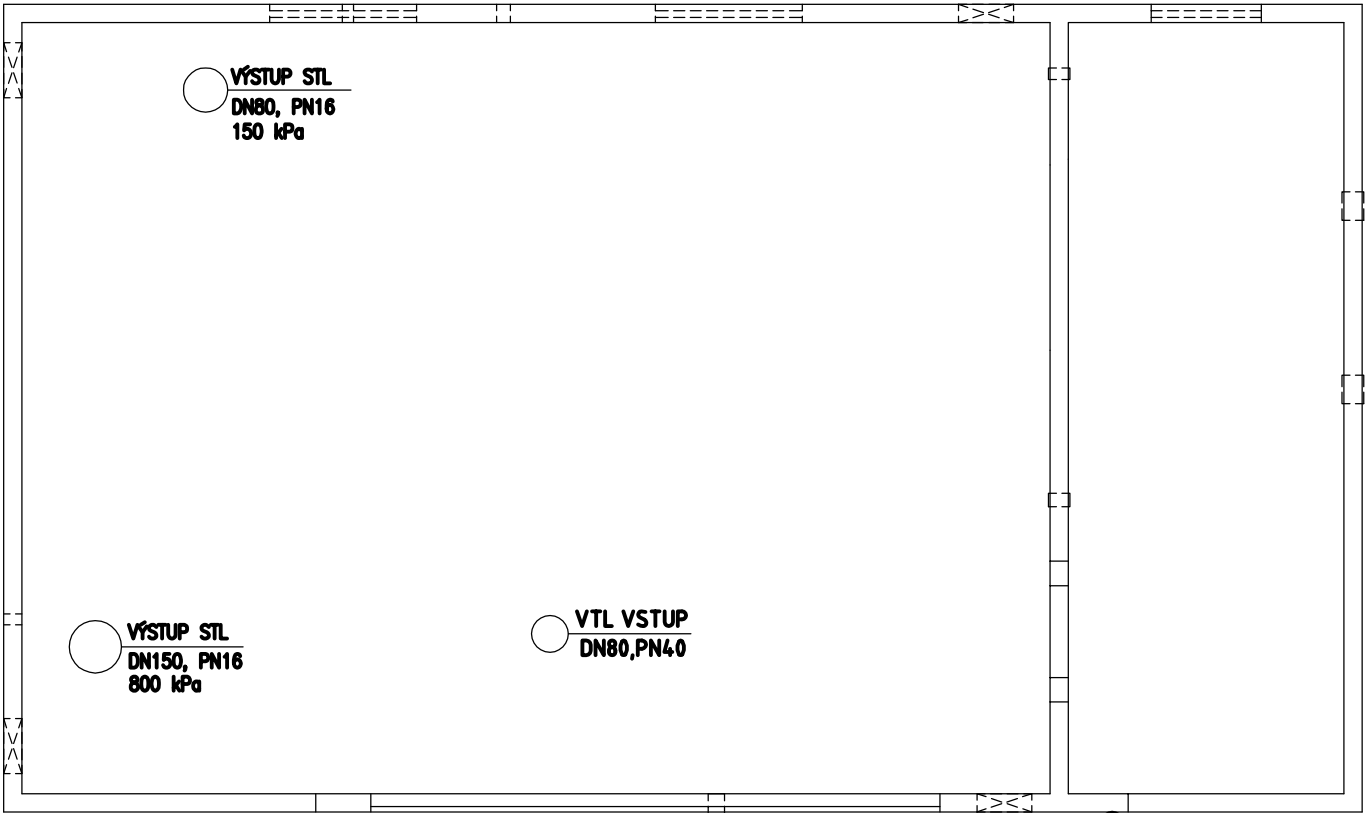 VÝSTUP STL
DN80, PN16
150 kPa
VÝSTUP STL
DN150, PN16
800 kPa
VTL VSTUP
DN80,PN40